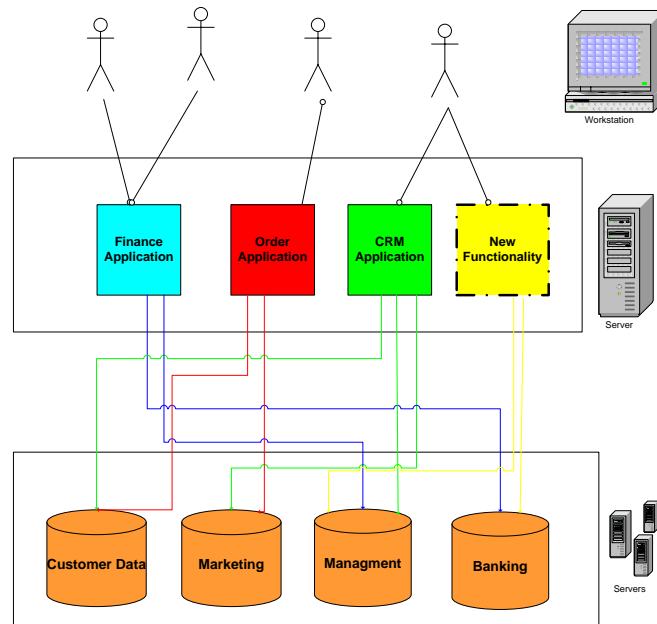 Workstation
Finance
Application
Order
Application
CRM
Application
New
Functionality
Server
Customer Data
Marketing
Managment
Banking
Servers